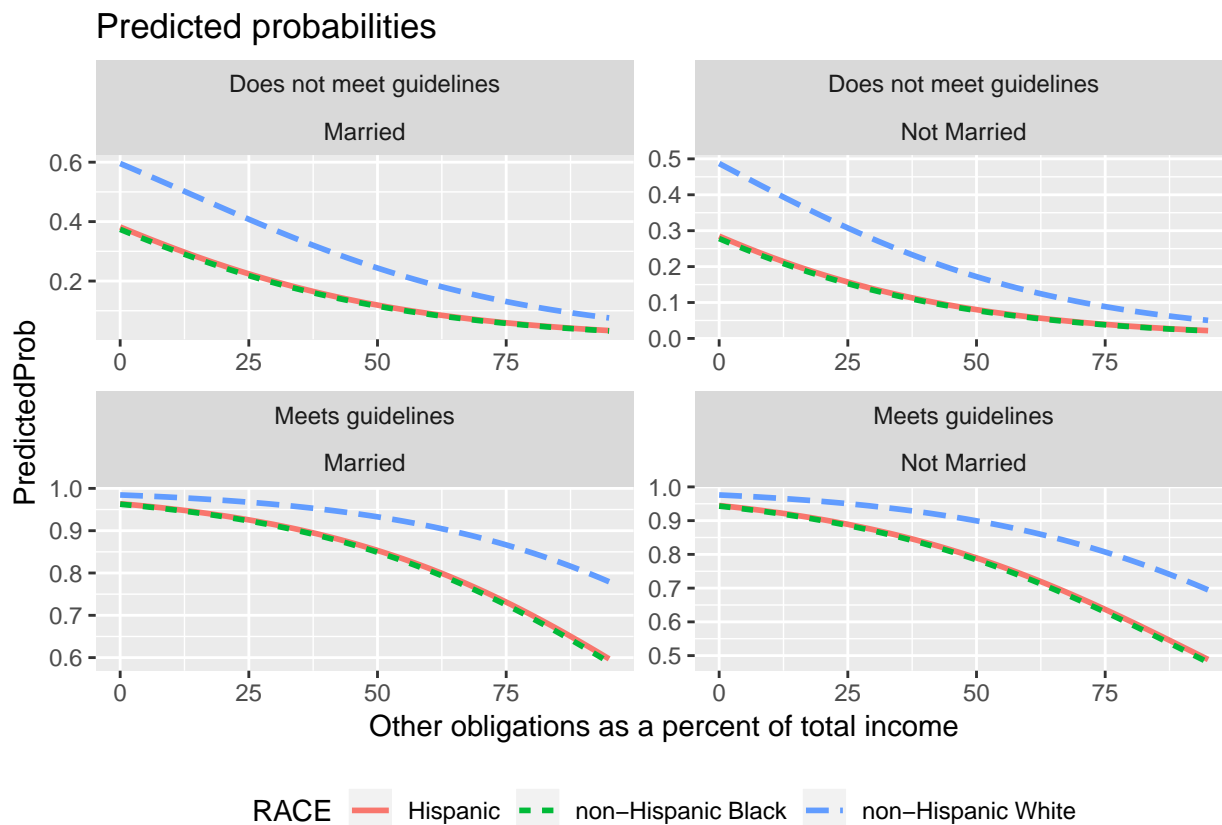 Predicted probabilities
Does not meet guidelines
Married
Does not meet guidelines
Not Married
0.6
0.4
0.2
0 25 50 75
0.5
0.4
0.3
0.2
0.1
0.0
0 25 50 75
Meets guidelines
Married
Meets guidelines
Not Married
1.0
0.9
0.8
0.7
0.6
0 25 50 75
1.0
0.9
0.8
0.7
0.6
0.5
0 25 50 75
PredictedProb
Other obligations as a percent of total income
RACE Hispanic non−Hispanic Black non−Hispanic White